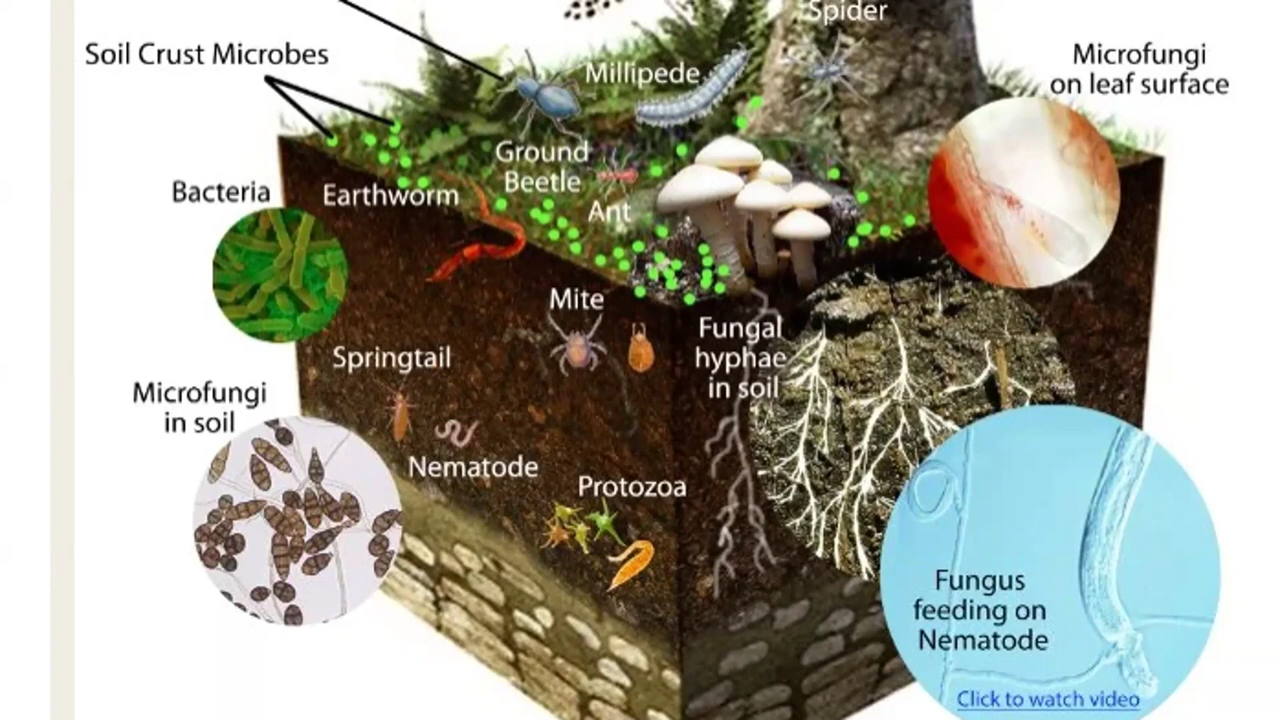 Spider
Soil Crust Microbes
Millipede
Microfungi
on leaf surface
Ground
Beetle
Bacteria
Earthworm
Ant
Mite
Fungal
hyphae
in soil
Springtail
Microfungi
in soil
Nematode
Protozoa
Fungus
feeding on
Nematode
Click to watch video